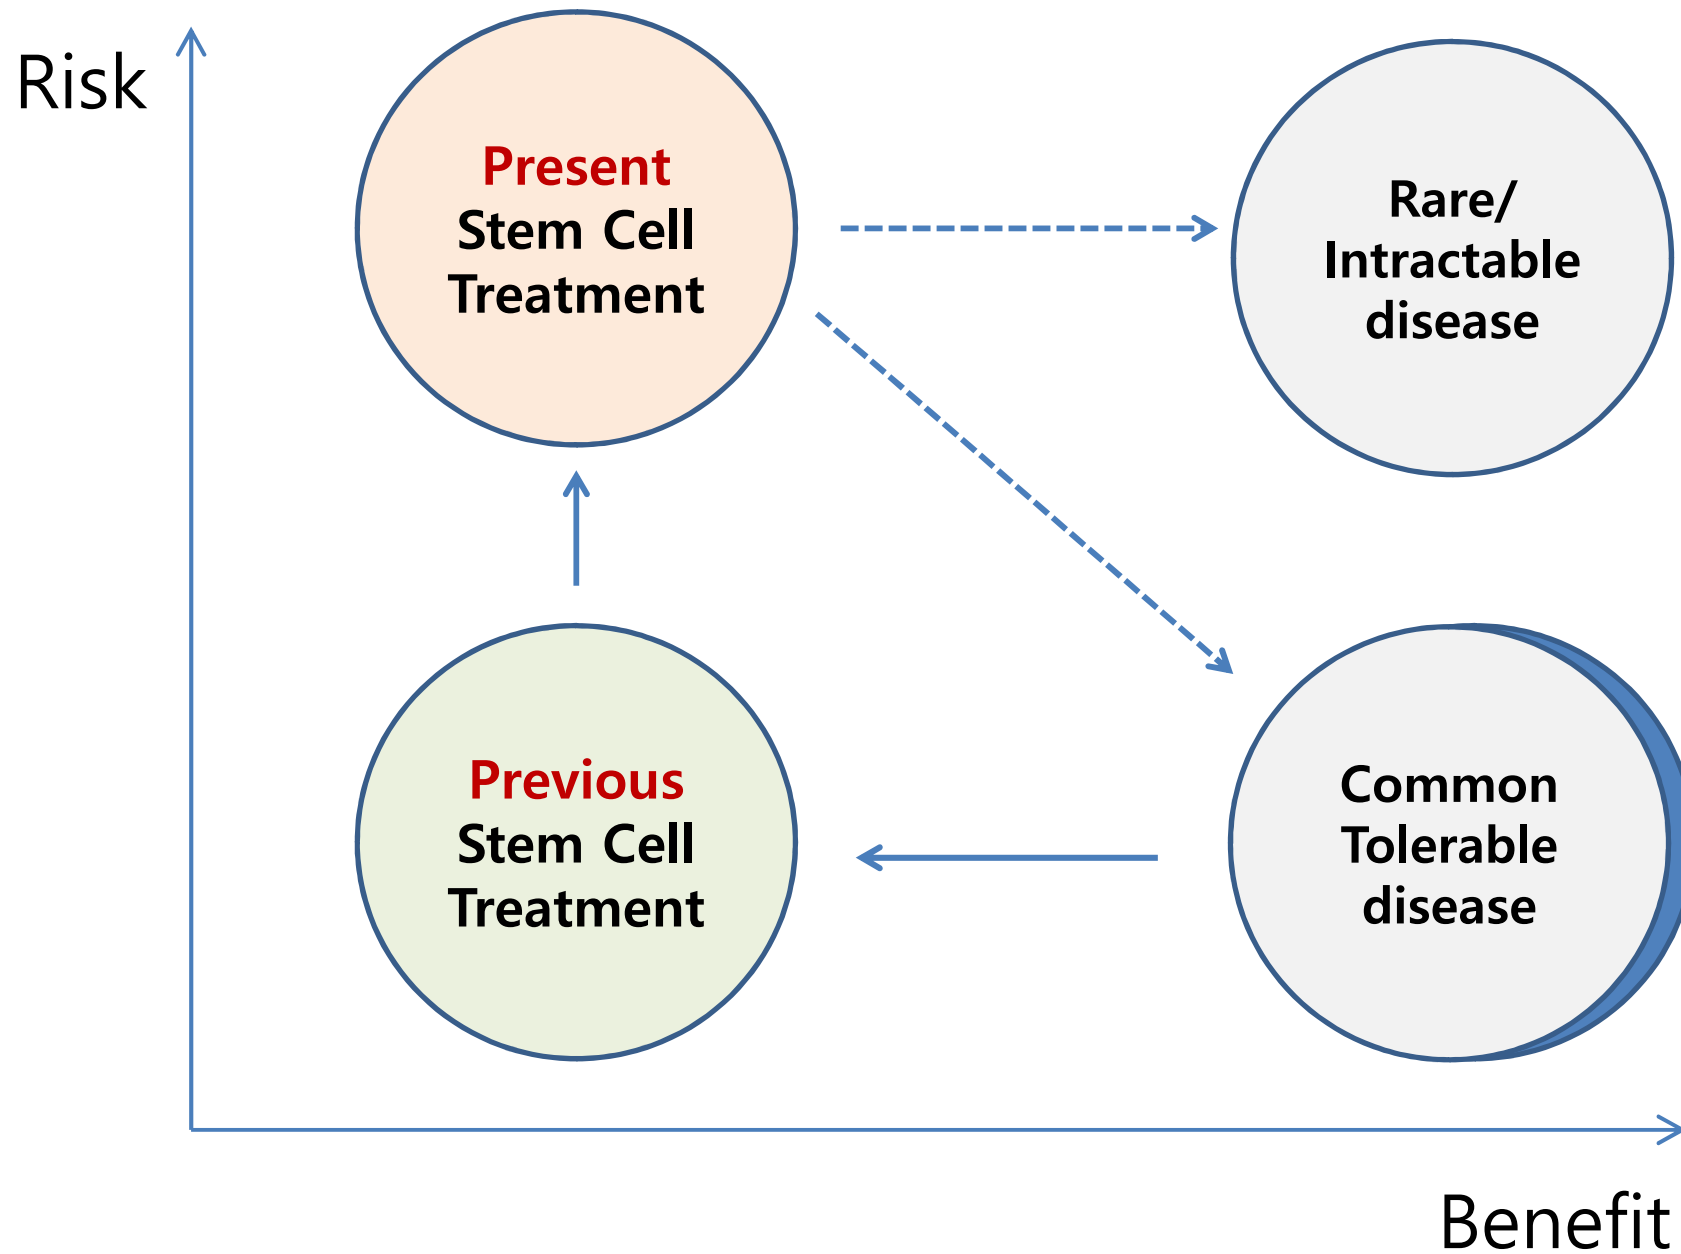 Risk
Present
Stem Cell
Treatment
Rare/
Intractable
disease
Previous
Stem Cell
Treatment
Common
Tolerable
disease
Benefit